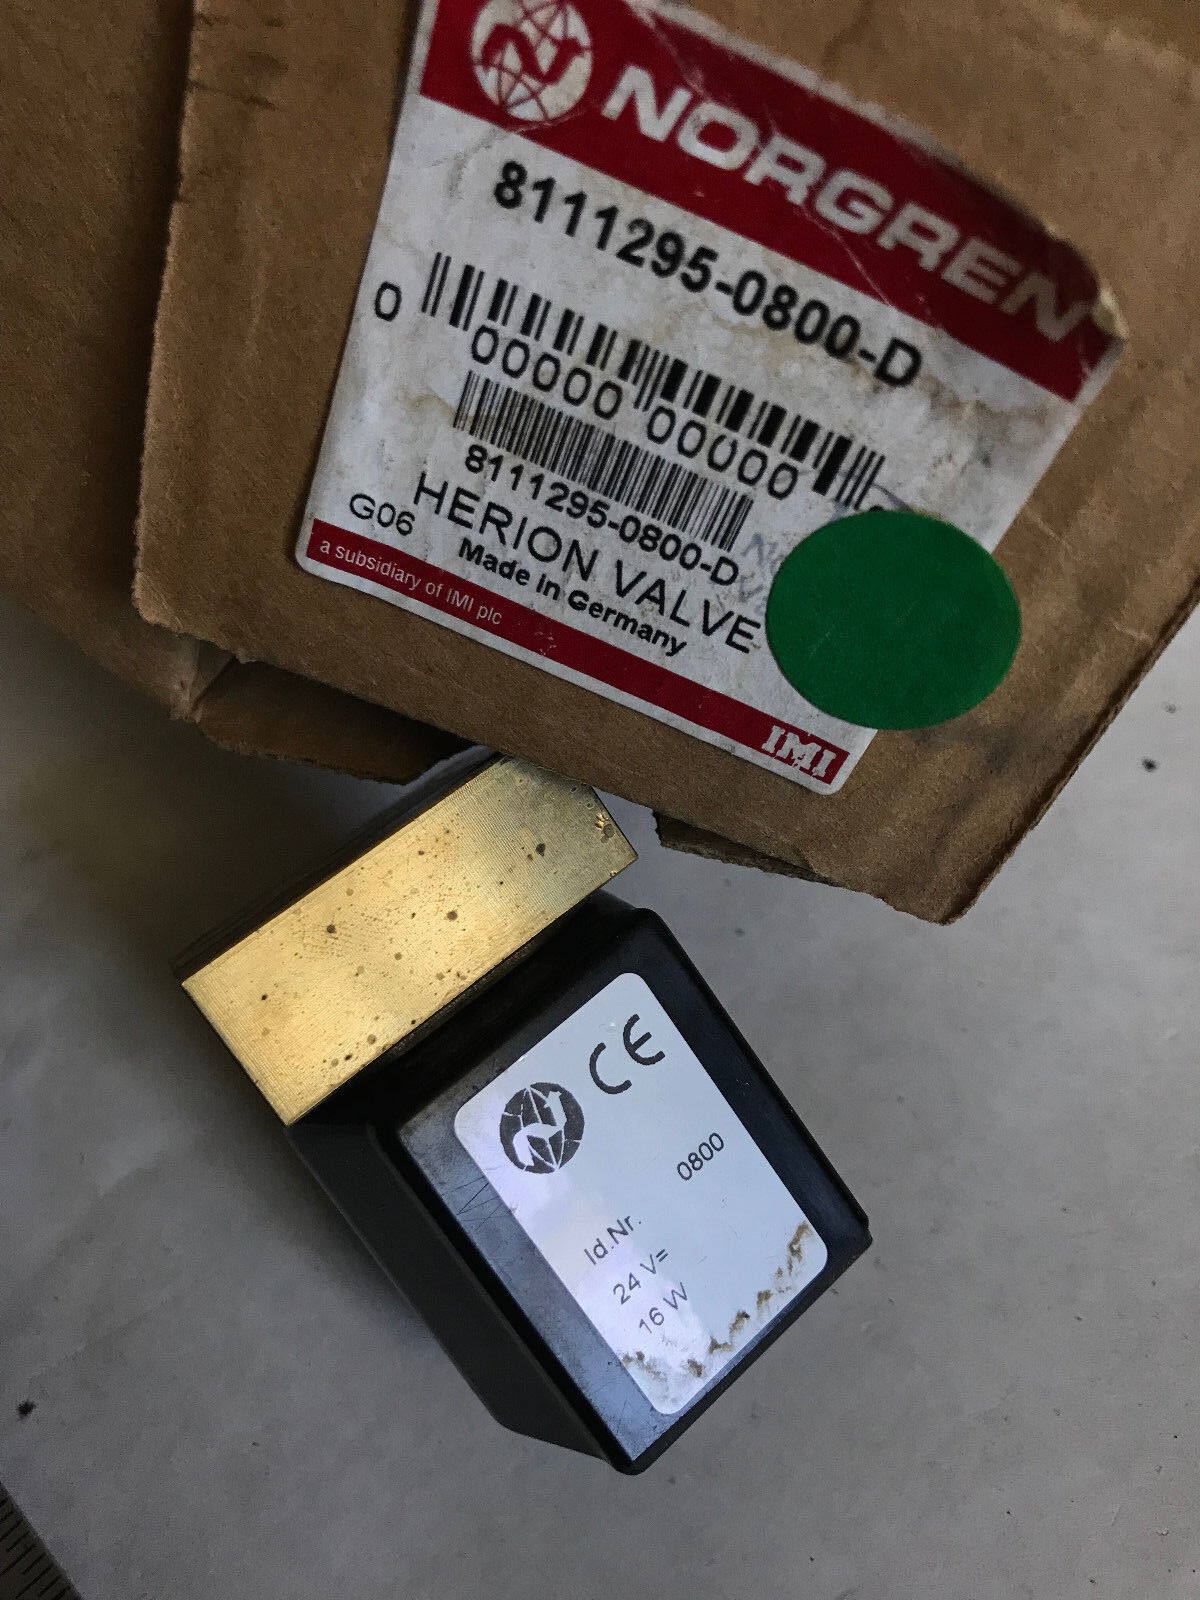 NORGREN
8111295-0800-D
0
00000 00000
8111295-0800-D
HERION VALVE
G06
Made in Germany
a subsidiary of IMI plc
IMI
CE
0800
Id.Nr.
24 V=
16 W